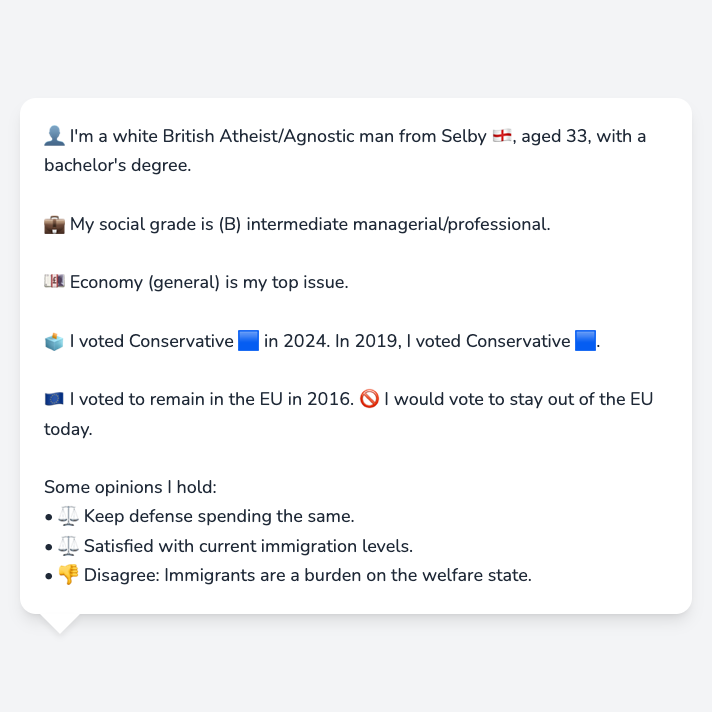 👤 I'm a white British Atheist/Agnostic man from Selby 🏴󠁧󠁢󠁥󠁮󠁧󠁿, aged 33, with a
bachelor's degree.
💼 My social grade is (B) intermediate managerial/professional.
💷 Economy (general) is my top issue.
🗳️ I voted Conservative 🟦 in 2024. In 2019, I voted Conservative 🟦.
🇪🇺 I voted to remain in the EU in 2016. 🚫 I would vote to stay out of the EU
today.
Some opinions I hold:
• ⚖️ Keep defense spending the same.
• ⚖️ Satisfied with current immigration levels.
• 👎 Disagree: Immigrants are a burden on the welfare state.